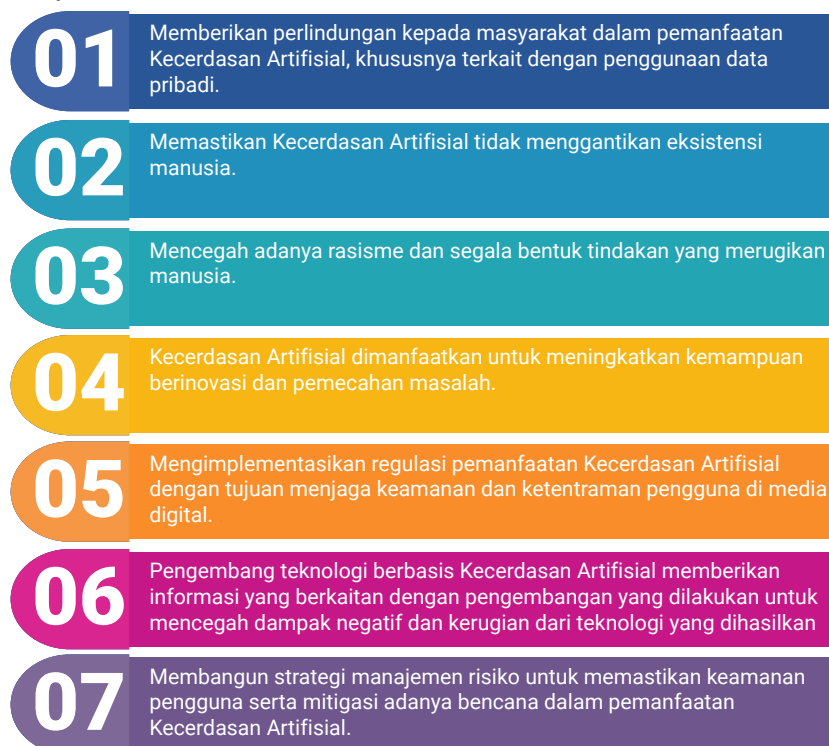 01
Memberikan perlindungan kepada masyarakat dalam pemanfaatan
Kecerdasan Artifisial, khususnya terkait dengan penggunaan data
pribadi.
02
Memastikan Kecerdasan Artifisial tidak menggantikan eksistensi
manusia.
03
Mencegah adanya rasisme dan segala bentuk tindakan yang merugikan
manusia.
04
Kecerdasan Artifisial dimanfaatkan untuk meningkatkan kemampuan
berinovasi dan pemecahan masalah.
05
Mengimplementasikan regulasi pemanfaatan Kecerdasan Artifisial
dengan tujuan menjaga keamanan dan ketentraman pengguna di media
digital.
06
Pengembang teknologi berbasis Kecerdasan Artifisial memberikan
informasi yang berkaitan dengan pengembangan yang dilakukan untuk
mencegah dampak negatif dan kerugian dari teknologi yang dihasilkan
07
Membangun strategi manajemen risiko untuk memastikan keamanan
pengguna serta mitigasi adanya bencana dalam pemanfaatan
Kecerdasan Artifisial.